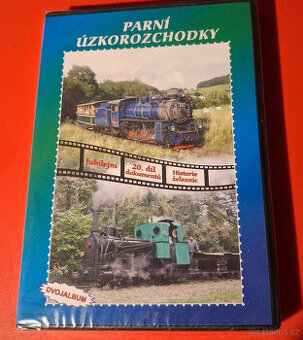 PARNÍ
ÚZKOROZCHODKY
Jubilejní
20. díl
dokumentů
Historie
železnic
DVOJALBUM